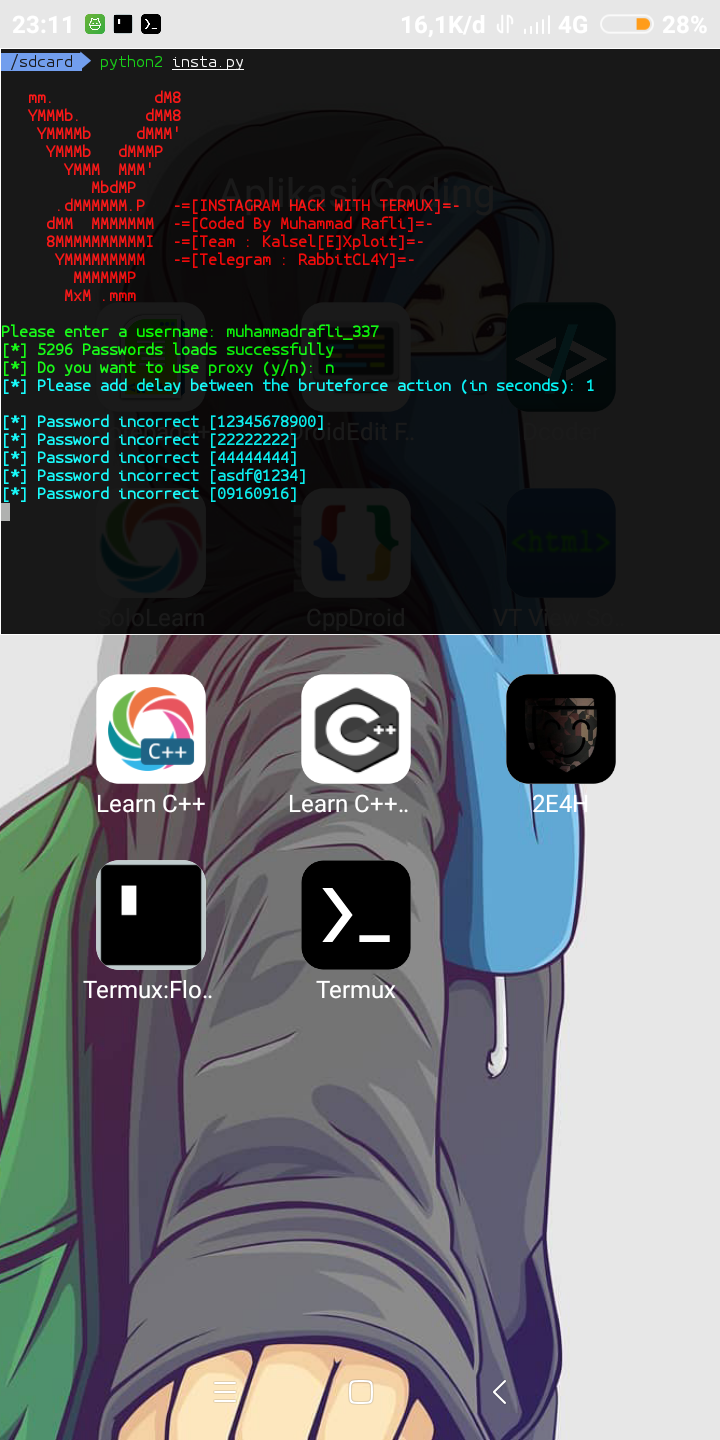 23:11 16,1K/d 4G 28%
/sdcard python2 insta.py
mm. dM8
YMMMb. dMM8
YMMMMb dMMM'
YMMMb dMMMP
YMMM MMM'
MbdMP
Aplikasi Coding
.dMMMMMM.P -=[INSTAGRAM HACK WITH TERMUX]=-
dMM MMMMMMM -=[Coded By Muhammad Rafli]=-
8MMMMMMMMMMI -=[Team : Kalsel[E]Xploit]=-
YMMMMMMMMM -=[Telegram : RabbitCL4Y]=-
MMMMMMP
MxM .mmm
Please enter a username: muhammadrafli_337
[*] 5296 Passwords loads successfully
[*] Do you want to use proxy (y/n): n
[*] Please add delay between the bruteforce action (in seconds): 1
[*] Password incorrect [12345678900]
[*] Password incorrect [22222222]
[*] Password incorrect [44444444]
[*] Password incorrect [asdf@1234]
[*] Password incorrect [09160916]
<html>
SoloLearn CppDroid
C++
Learn C++ Learn C++.. 2E4H
Termux:Flo.. Termux